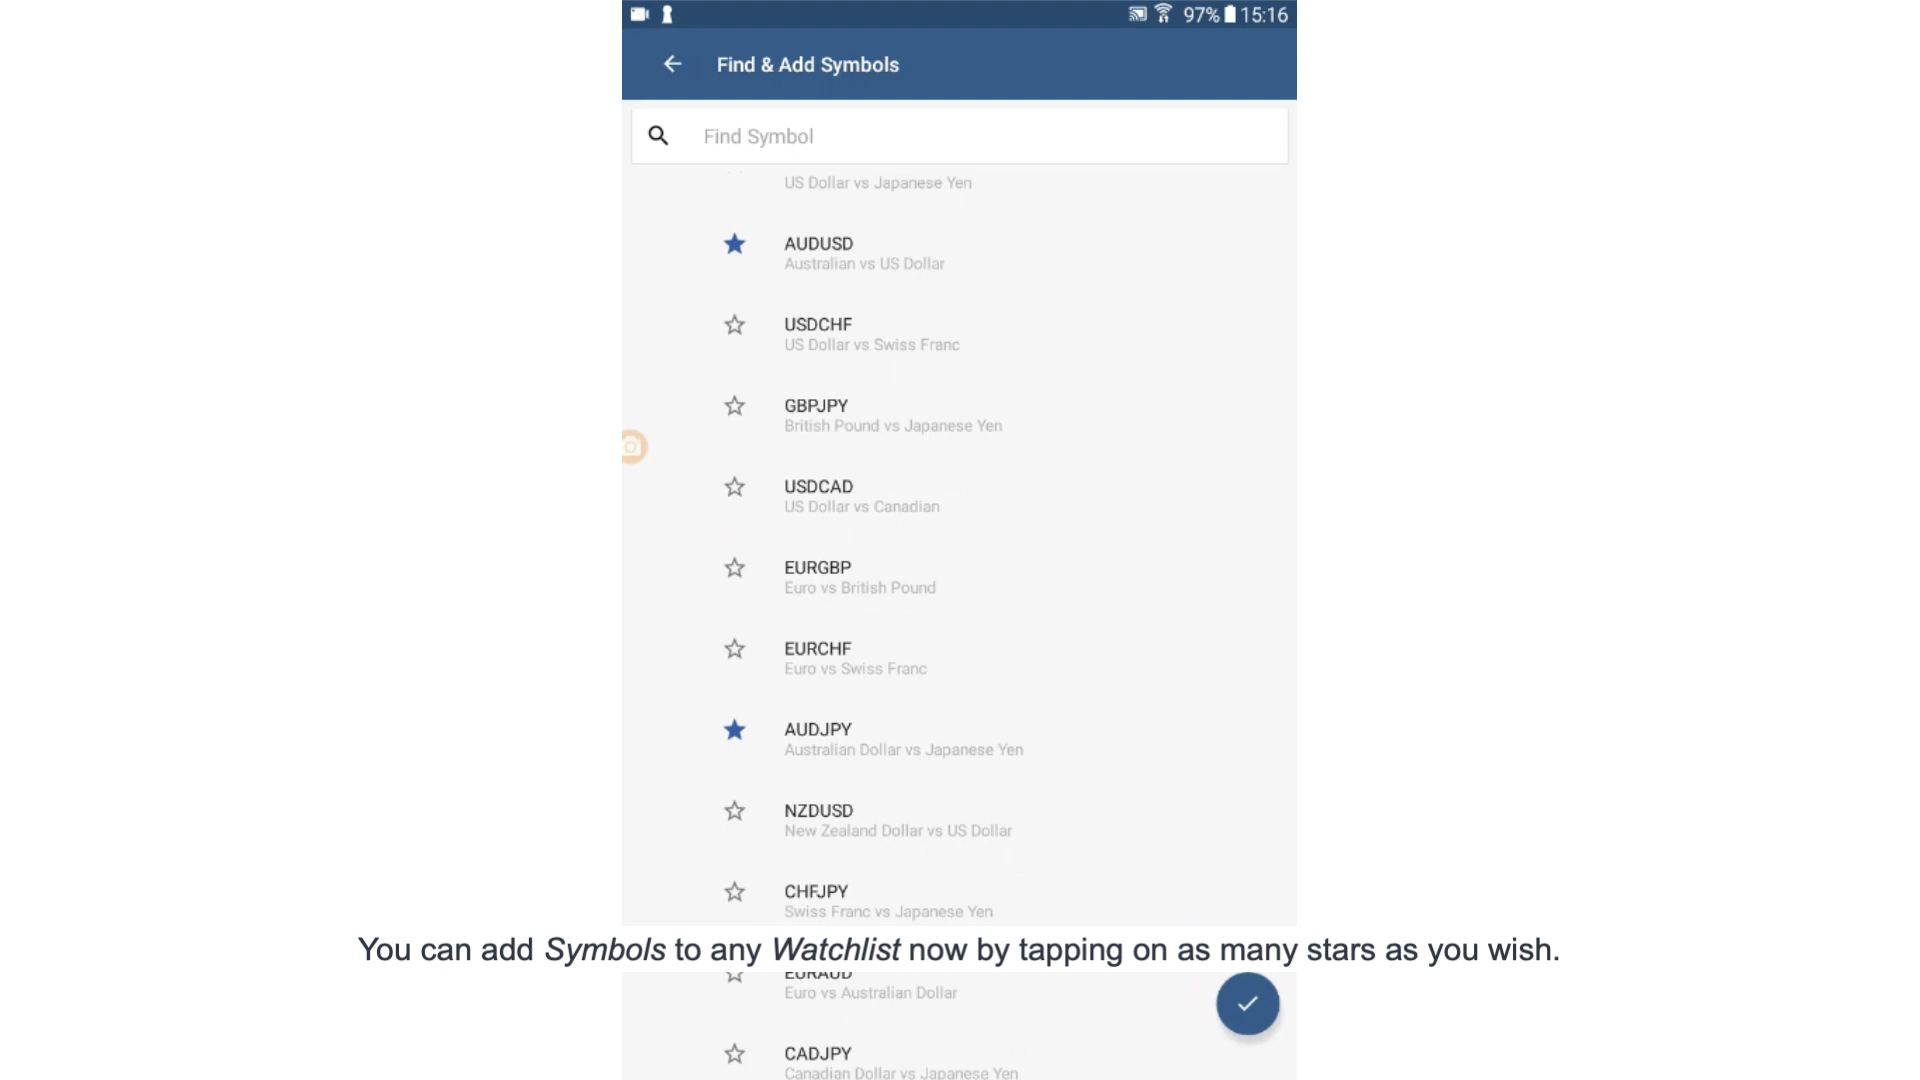 97% 15:16
Find & Add Symbols
Find Symbol
US Dollar vs Japanese Yen
AUDUSD
Australian vs US Dollar
USDCHF
US Dollar vs Swiss Franc
GBPJPY
British Pound vs Japanese Yen
USDCAD
US Dollar vs Canadian
EURGBP
Euro vs British Pound
EURCHF
Euro vs Swiss Franc
AUDJPY
Australian Dollar vs Japanese Yen
NZDUSD
New Zealand Dollar vs US Dollar
CHFJPY
Swiss Franc vs Japanese Yen
You can add Symbols to any Watchlist now by tapping on as many stars as you wish.
EURAUD
Euro vs Australian Dollar
CADJPY
Canadian Dollar vs Japanese Yen